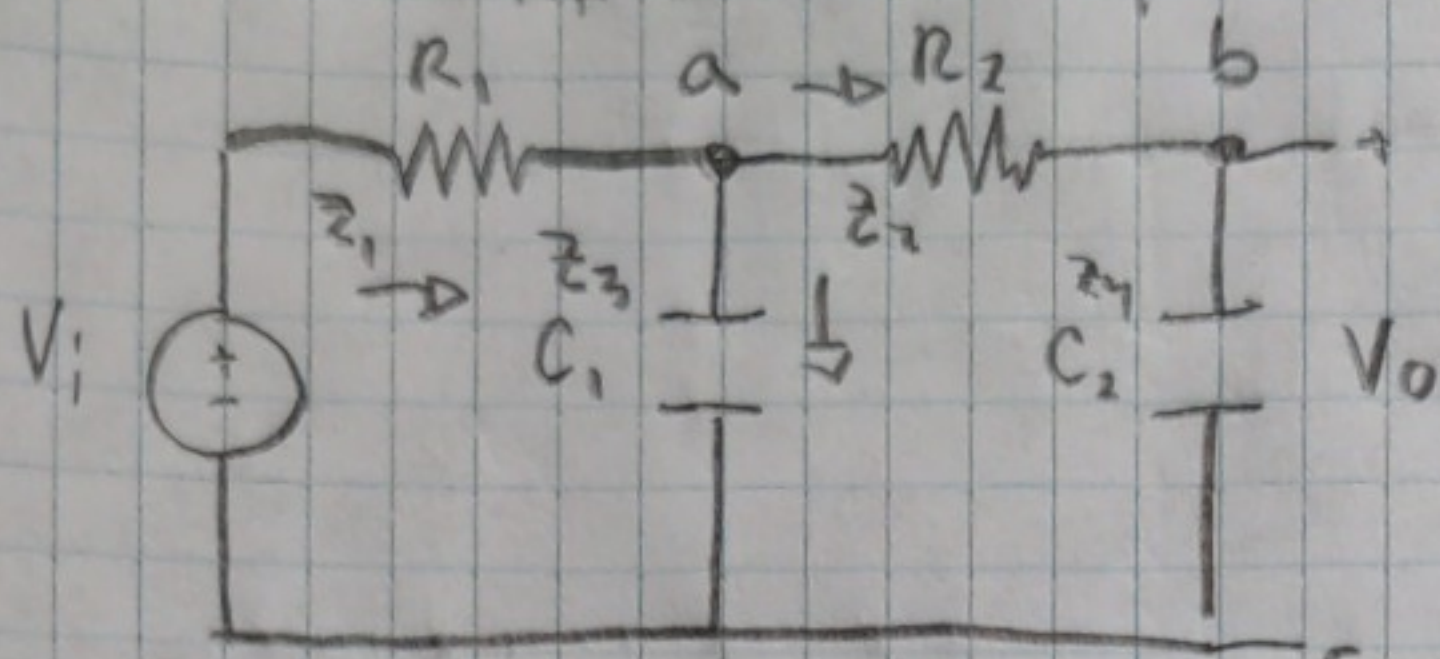 R₁ a R₂ b
+
Z₁ Z₃ Z₂ Z₄
Vi + C₁ C₂ Vo
-
-